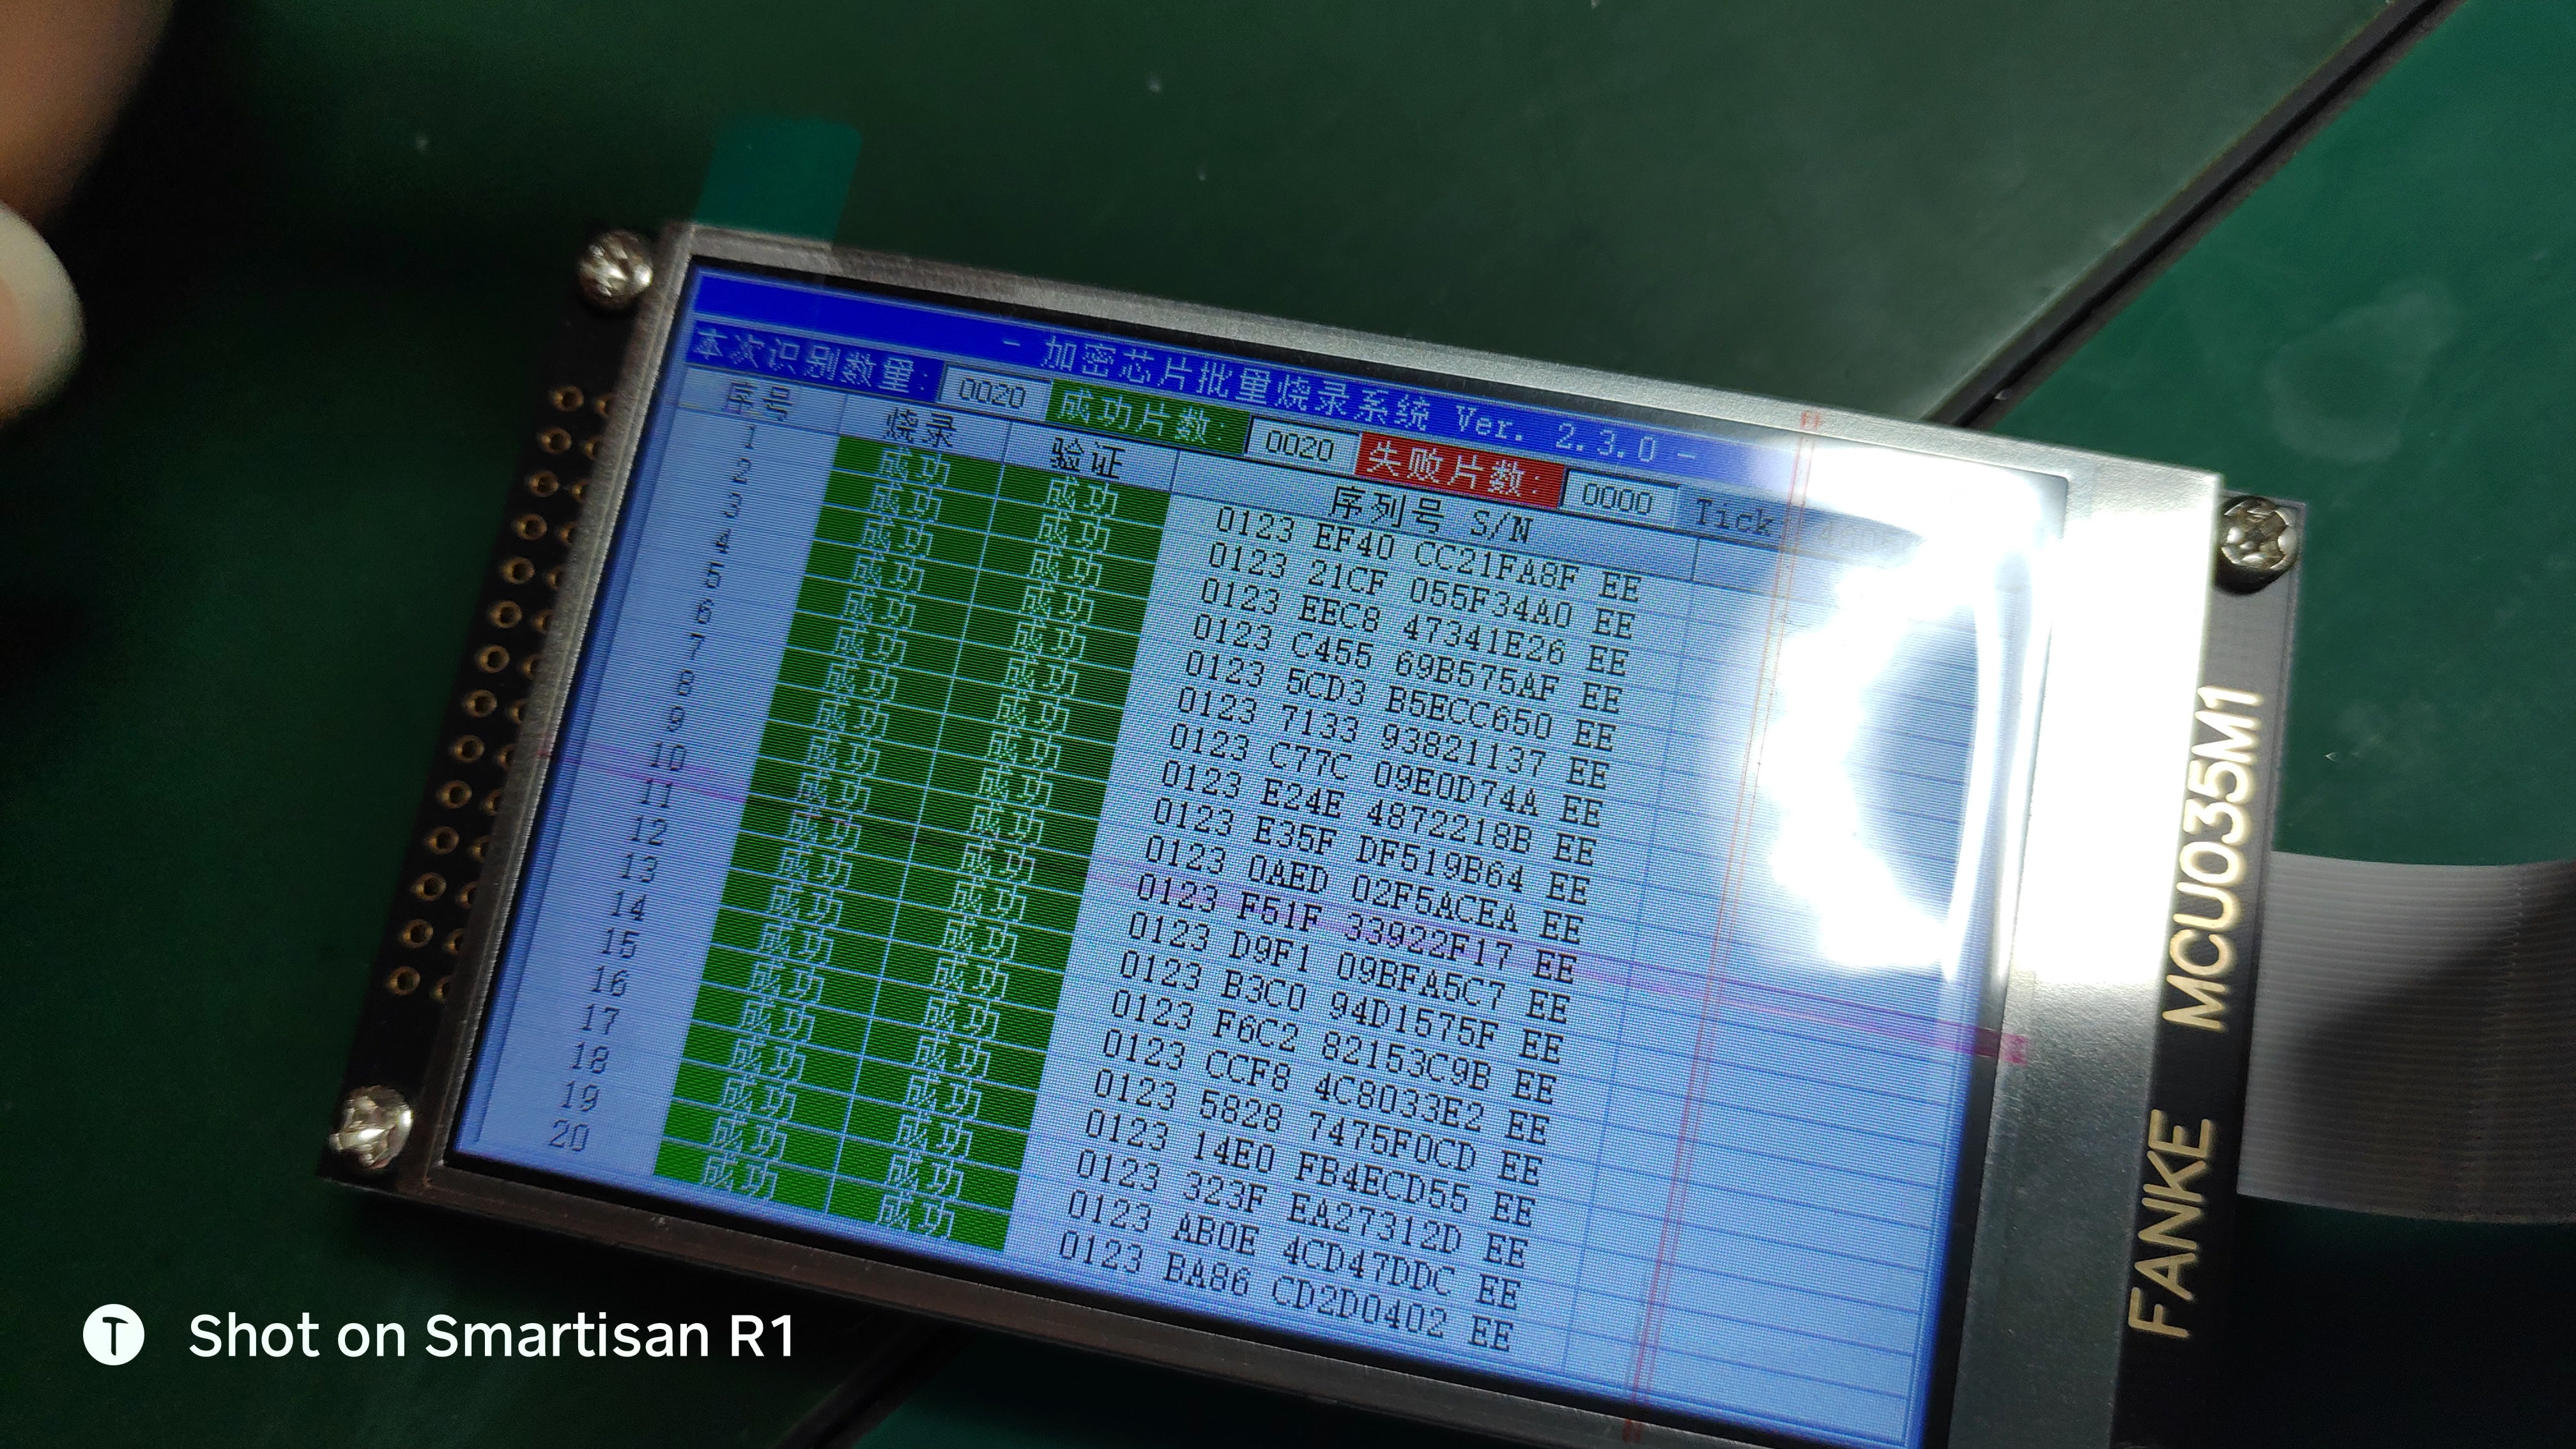 - 加密芯片批量烧录系统 Ver. 2.3.0 -
本次识别数量: 0020 成功片数: 0020 失败片数: 0000 Tick
序号 烧录 验证 序列号 S/N
1 成功 成功 0123 EF40 CC21FA8F EE
2 成功 成功 0123 21CF 055F34A0 EE
3 成功 成功 0123 EEC8 47341E26 EE
4 成功 成功 0123 C455 69B575AF EE
5 成功 成功 0123 5CD3 B5ECC650 EE
6 成功 成功 0123 7133 93821137 EE
7 成功 成功 0123 C77C 09E0D74A EE
8 成功 成功 0123 E24E 4872218B EE
9 成功 成功 0123 E35F DF519B64 EE
10 成功 成功 0123 0AED 02F5ACEA EE
11 成功 成功 0123 F51F 33922F17 EE
12 成功 成功 0123 D9F1 09BFA5C7 EE
13 成功 成功 0123 B3C0 94D1575F EE
14 成功 成功 0123 F6C2 82153C9B EE
15 成功 成功 0123 CCF8 4C8033E2 EE
16 成功 成功 0123 5828 7475F0CD EE
17 成功 成功 0123 14E0 FB4ECD55 EE
18 成功 成功 0123 323F EA27312D EE
19 成功 成功 0123 AB0E 4CD47DDC EE
20 成功 成功 0123 BA86 CD2D0402 EE
FANKE MCU035M1
T Shot on Smartisan R1